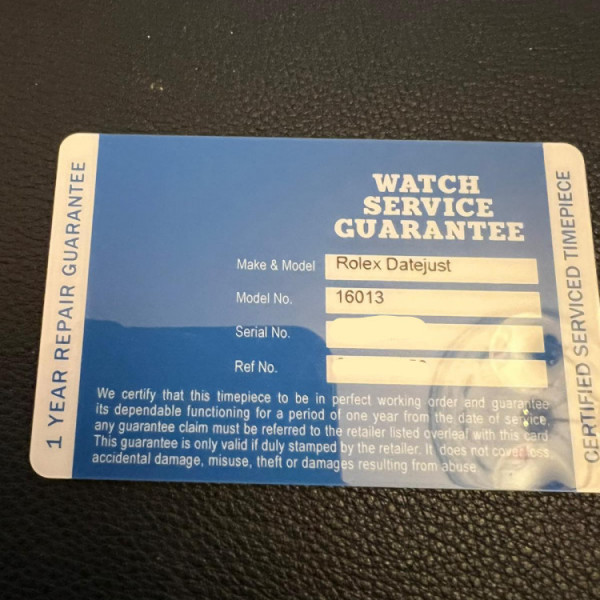 1 YEAR REPAIR GUARANTEE
WATCH
SERVICE
GUARANTEE
Make & Model Rolex Datejust
Model No. 16013
Serial No.
Ref No.
We certify that this timepiece to be in perfect working order and guarantee
its dependable functioning for a period of one year from the date of service
any guarantee claim must be referred to the retailer listed overleaf with this card
This guarantee is only valid if duly stamped by the retailer. It does not cover loss
accidental damage, misuse, theft or damages resulting from abuse
CERTIFIED SERVICED TIMEPIECE